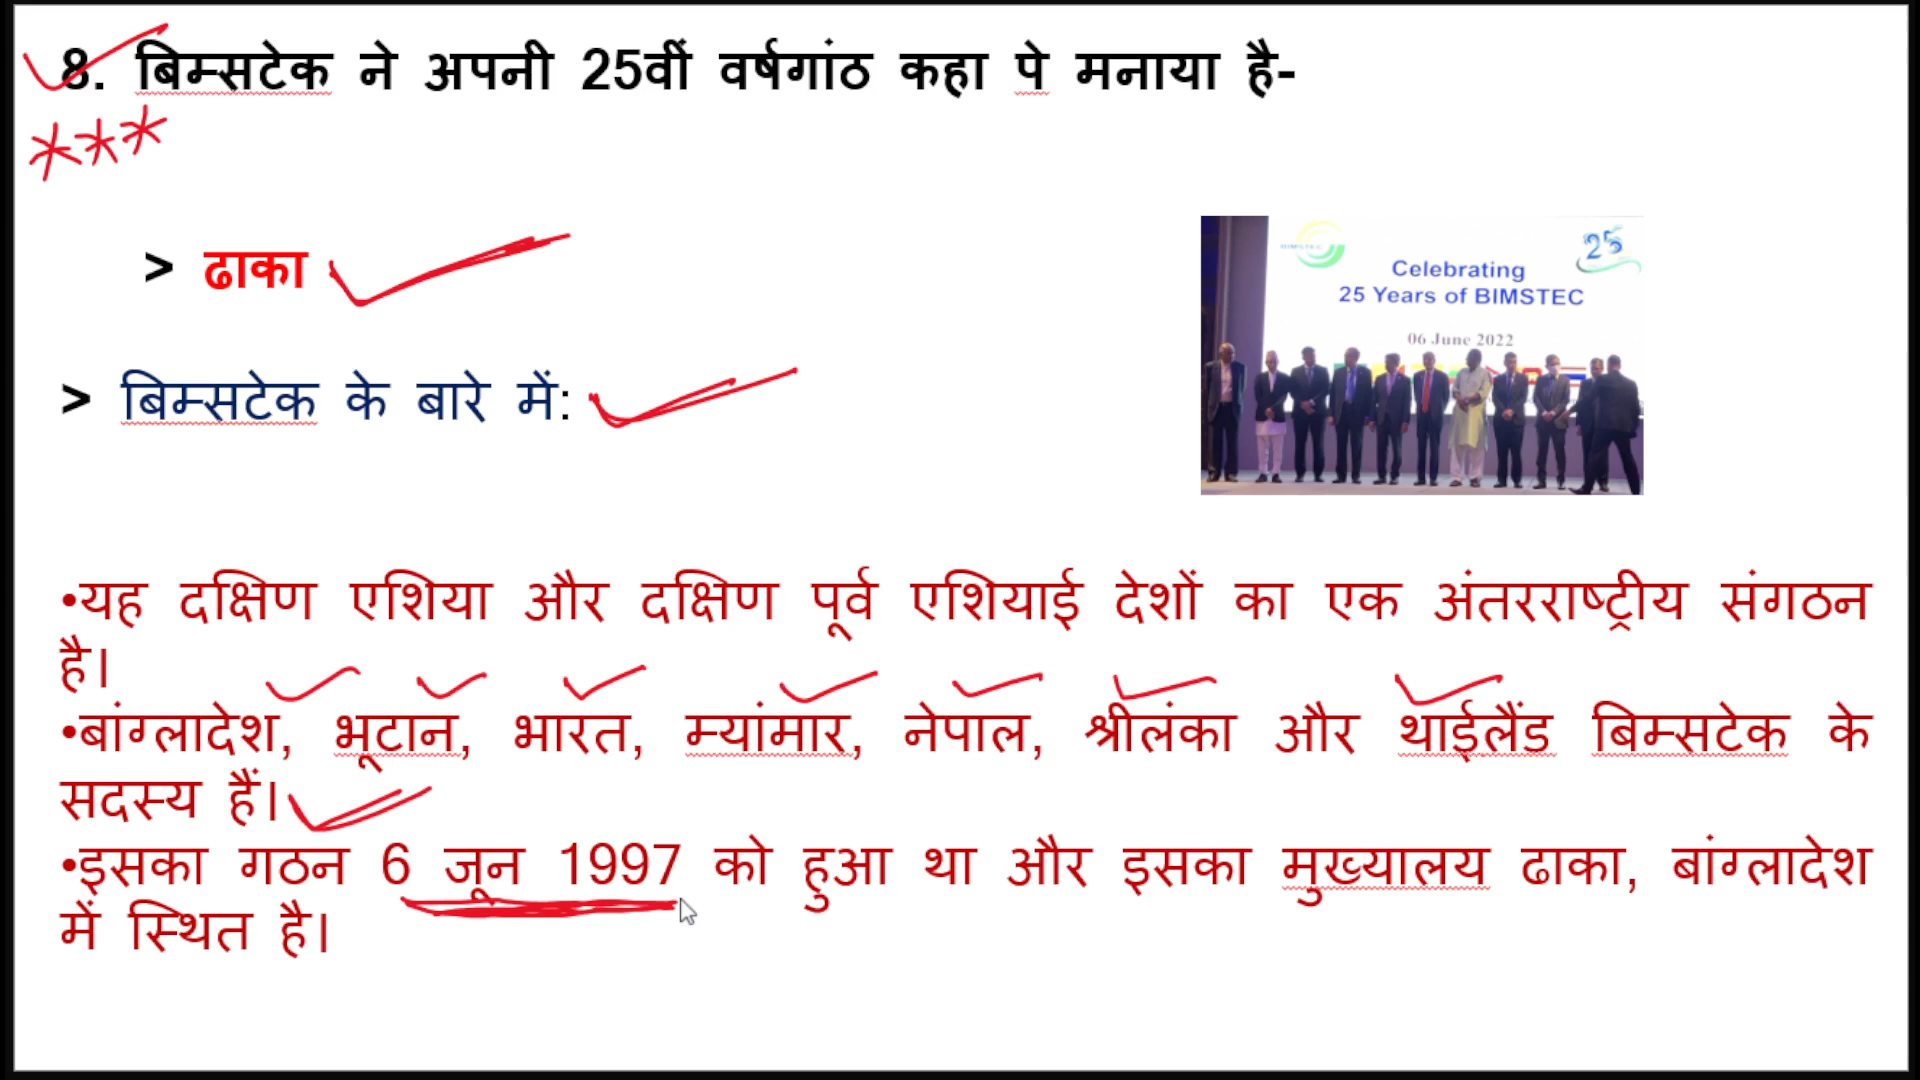 8. बिम्सटेक ने अपनी 25वीं वर्षगांठ कहा पे मनाया है-
***
> ढाका
BIMSTEC
25
Celebrating
25 Years of BIMSTEC
06 June 2022
> बिम्सटेक के बारे में:
•यह दक्षिण एशिया और दक्षिण पूर्व एशियाई देशों का एक अंतरराष्ट्रीय संगठन
है।
•बांग्लादेश, भूटान, भारत, म्यांमार, नेपाल, श्रीलंका और थाईलैंड बिम्सटेक के
सदस्य हैं।
•इसका गठन 6 जून 1997 को हुआ था और इसका मुख्यालय ढाका, बांग्लादेश
में स्थित है।